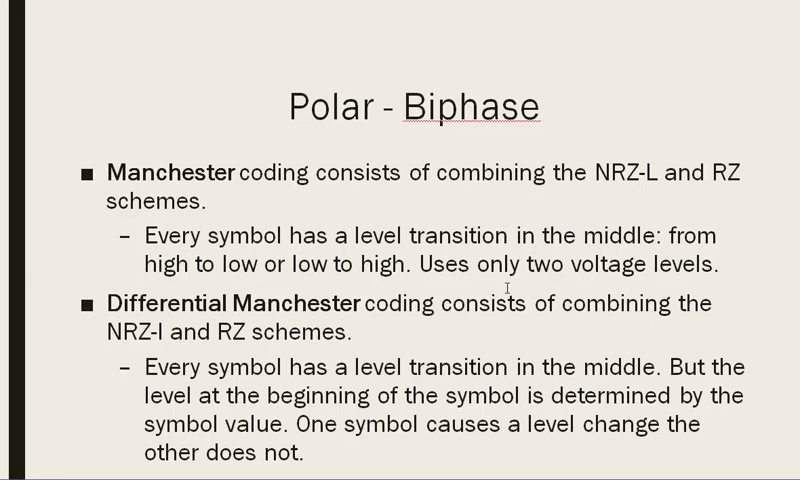 Polar - Biphase
■ Manchester coding consists of combining the NRZ-L and RZ
schemes.
– Every symbol has a level transition in the middle: from
high to low or low to high. Uses only two voltage levels.
■ Differential Manchester coding consists of combining the
NRZ-I and RZ schemes.
– Every symbol has a level transition in the middle. But the
level at the beginning of the symbol is determined by the
symbol value. One symbol causes a level change the
other does not.